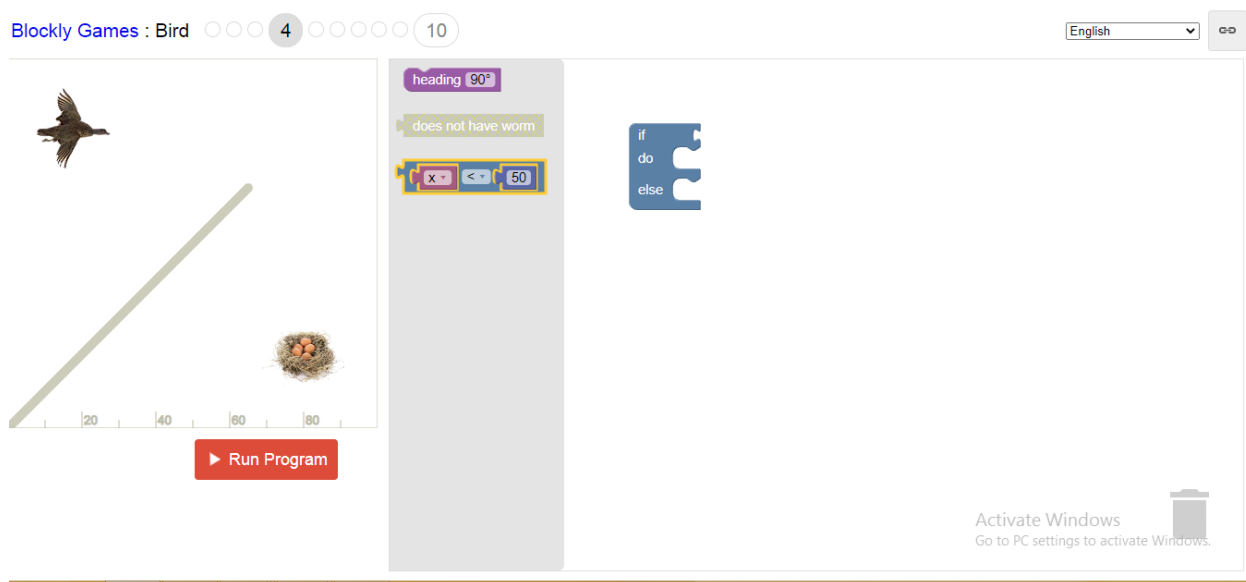 Blockly Games : Bird 4 10
English
heading 90°
does not have worm
x < 50
if
do
else
20 40 60 80
Run Program
Activate Windows
Go to PC settings to activate Windows.